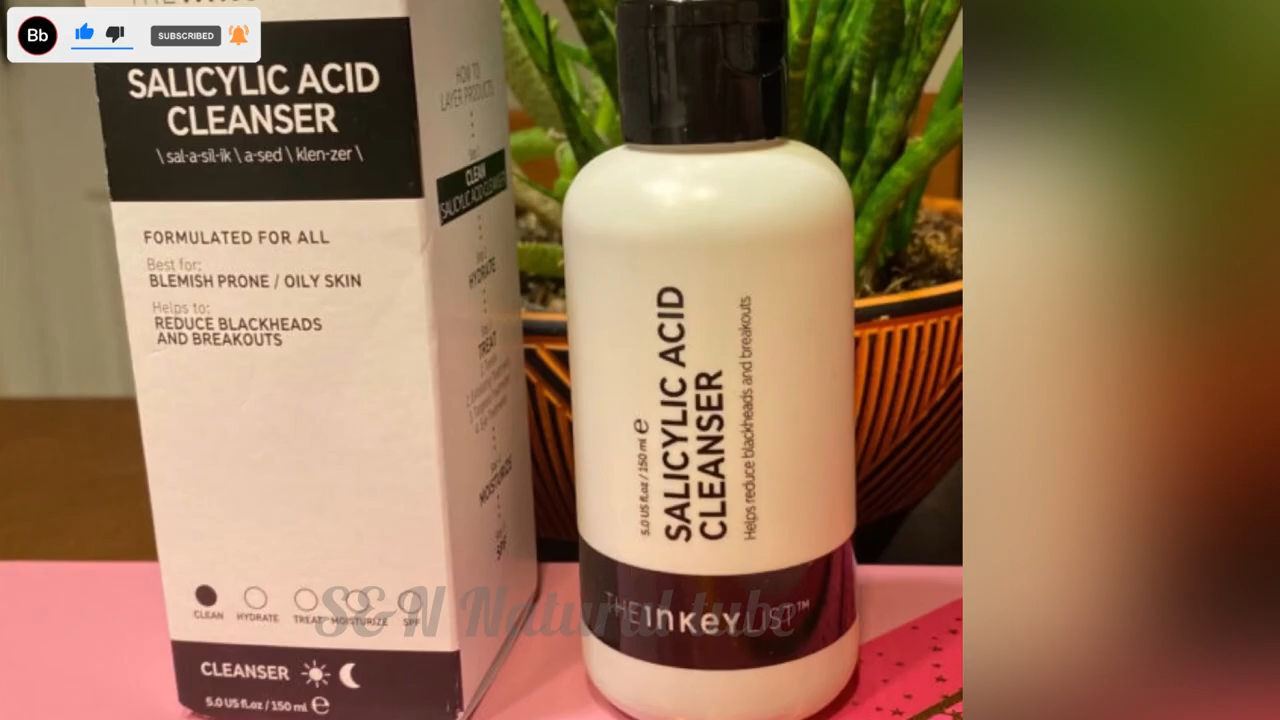 Bb
SUBSCRIBED
SALICYLIC ACID
CLEANSER
\ sal·a·sil·ik \ a·sed \ klen·zer \
FORMULATED FOR ALL
Best for:
BLEMISH PRONE / OILY SKIN
Helps to:
REDUCE BLACKHEADS
AND BREAKOUTS
CLEAN
HYDRATE
TREAT
MOISTURIZE
SPF
CLEANSER
5.0 US fl.oz / 150 ml e
HOW TO
LAYER PRODUCTS
CLEAN
SALICYLIC ACID CLEANSER
HYDRATE
TREAT
MOISTURIZE
SPF
5.0 US fl.oz / 150 ml e
SALICYLIC ACID
CLEANSER
Helps reduce blackheads and breakouts
THE INKEY LIST™
S&N Natural tube